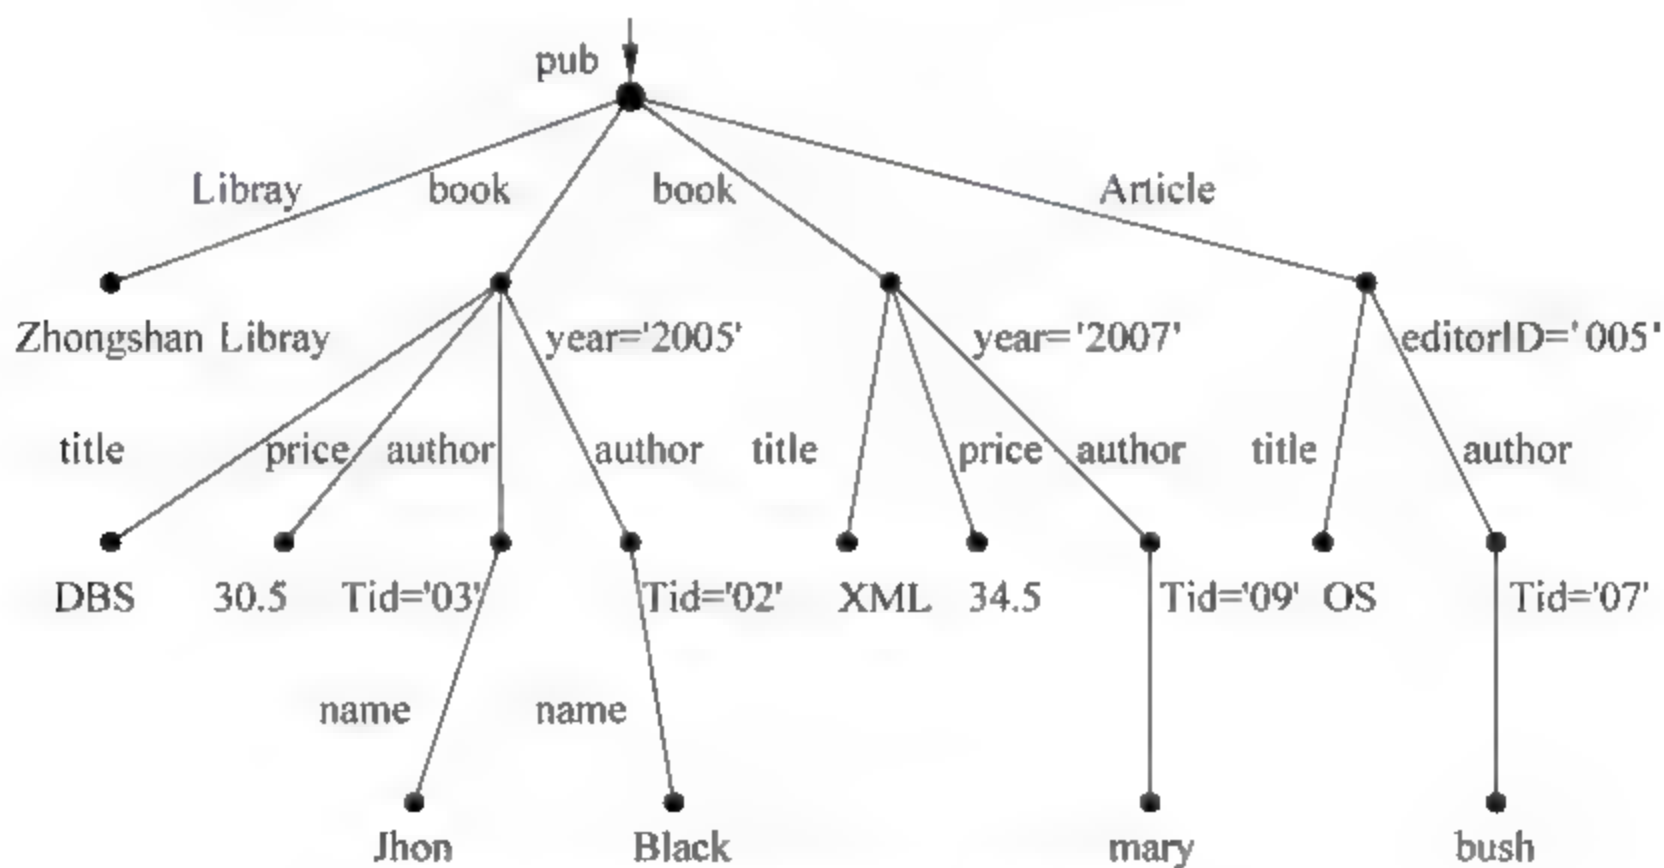 pub
Libray book book Article
Zhongshan Libray year='2005' year='2007' editorID='005'
title price author author title price author title author
DBS 30.5 Tid='03' Tid='02' XML 34.5 Tid='09' OS Tid='07'
name name
Jhon Black mary bush